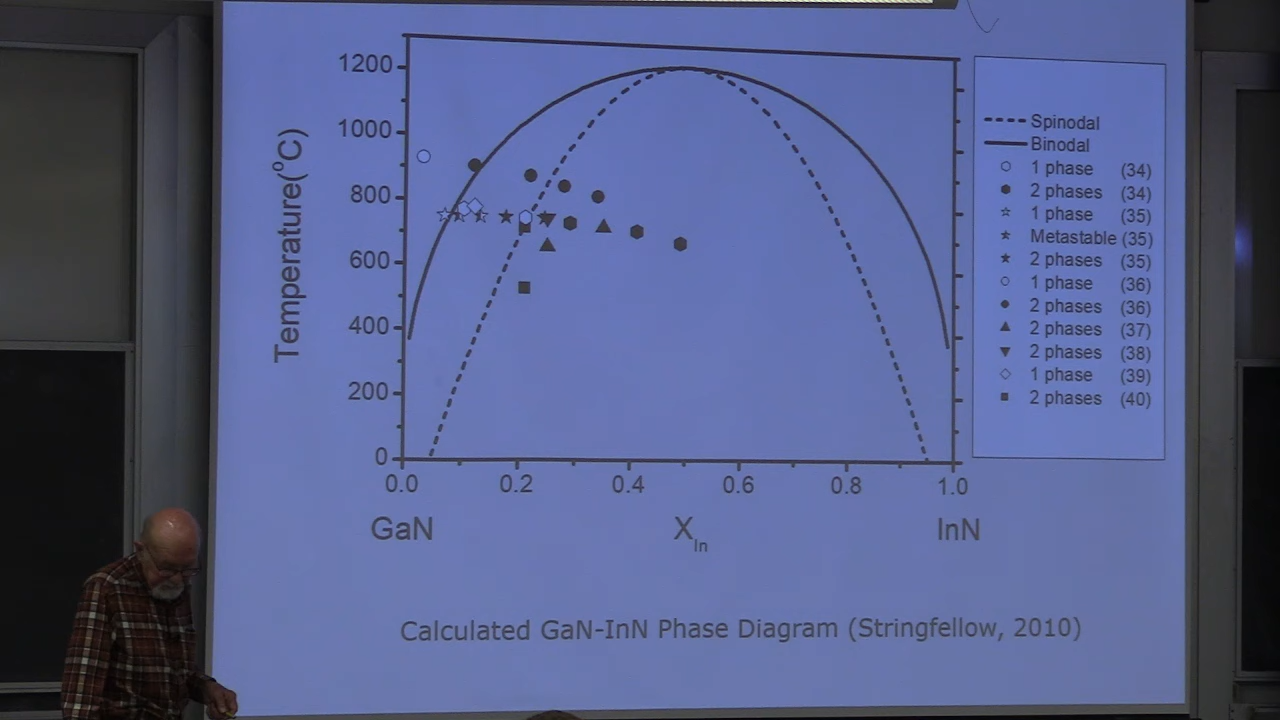 1200
1000
800
600
400
200
0
Temperature(°C)
0.0 0.2 0.4 0.6 0.8 1.0
GaN X_In InN
Spinodal
Binodal
1 phase (34)
2 phases (34)
1 phase (35)
Metastable (35)
2 phases (35)
1 phase (36)
2 phases (36)
2 phases (37)
2 phases (38)
1 phase (39)
2 phases (40)
Calculated GaN-InN Phase Diagram (Stringfellow, 2010)